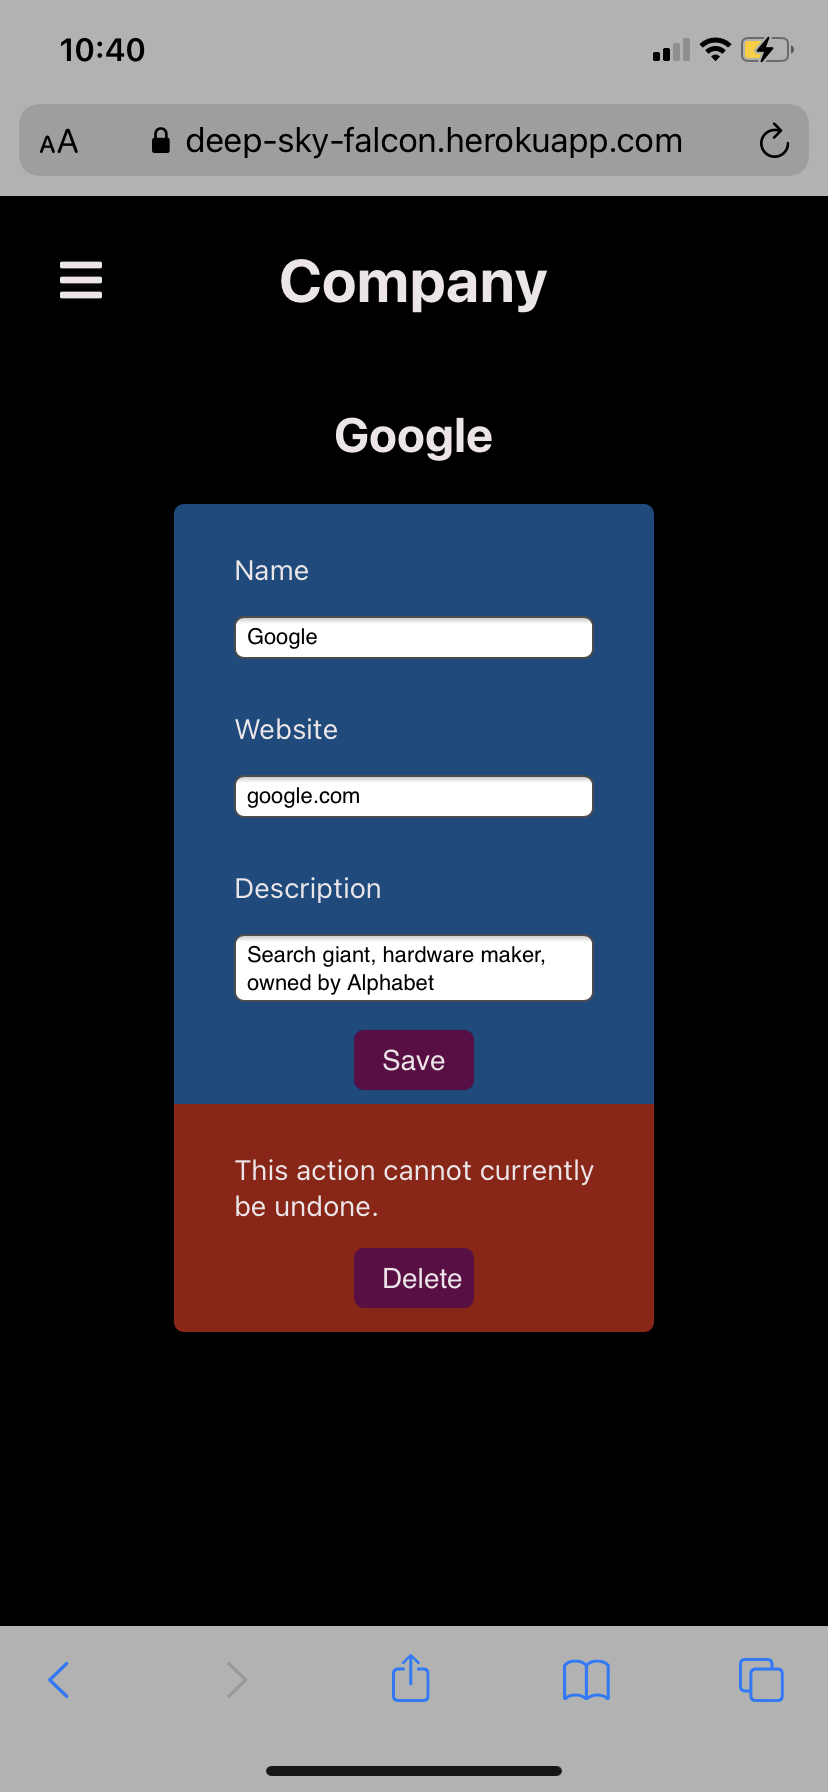 10:40
AA deep-sky-falcon.herokuapp.com
Company
Google
Name
Google
Website
google.com
Description
Search giant, hardware maker,
owned by Alphabet
Save
This action cannot currently
be undone.
Delete